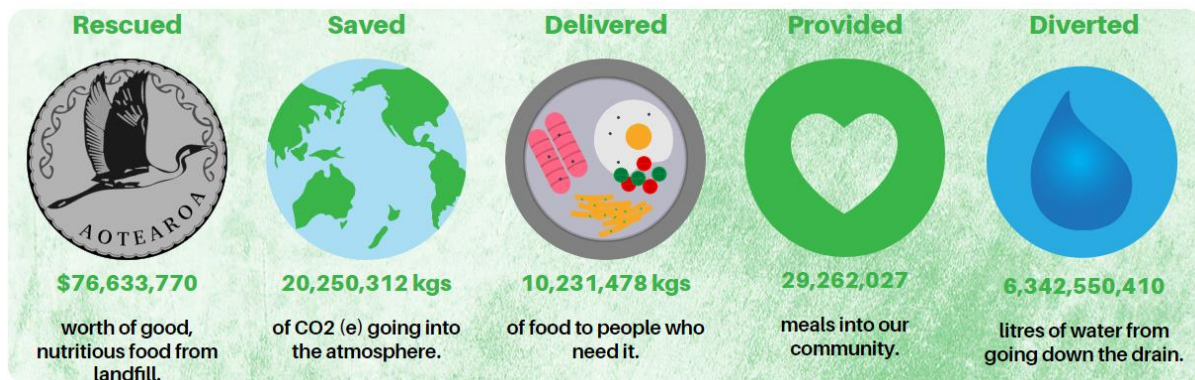 Rescued
AOTEAROA
$76,633,770
worth of good,
nutritious food from
landfill.
Saved
20,250,312 kgs
of CO2 (e) going into
the atmosphere.
Delivered
10,231,478 kgs
of food to people who
need it.
Provided
29,262,027
meals into our
community.
Diverted
6,342,550,410
litres of water from
going down the drain.